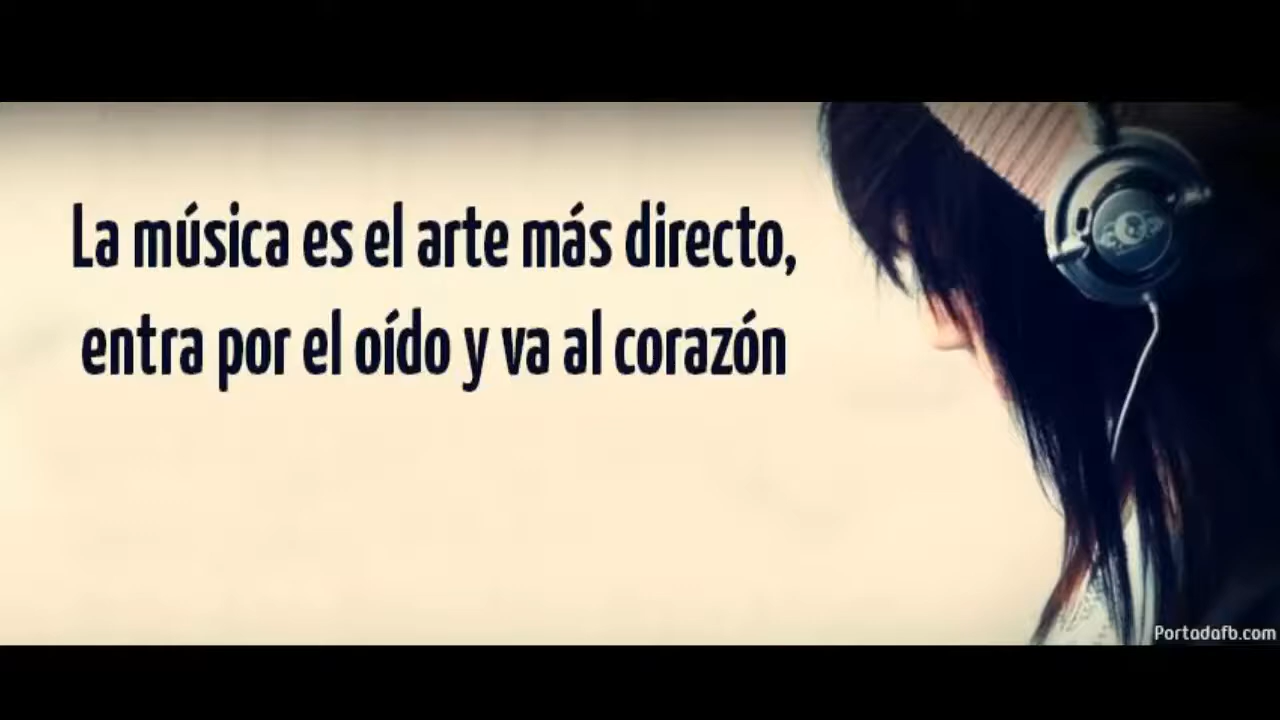 La música es el arte más directo,
entra por el oído y va al corazón
Portadafb.com